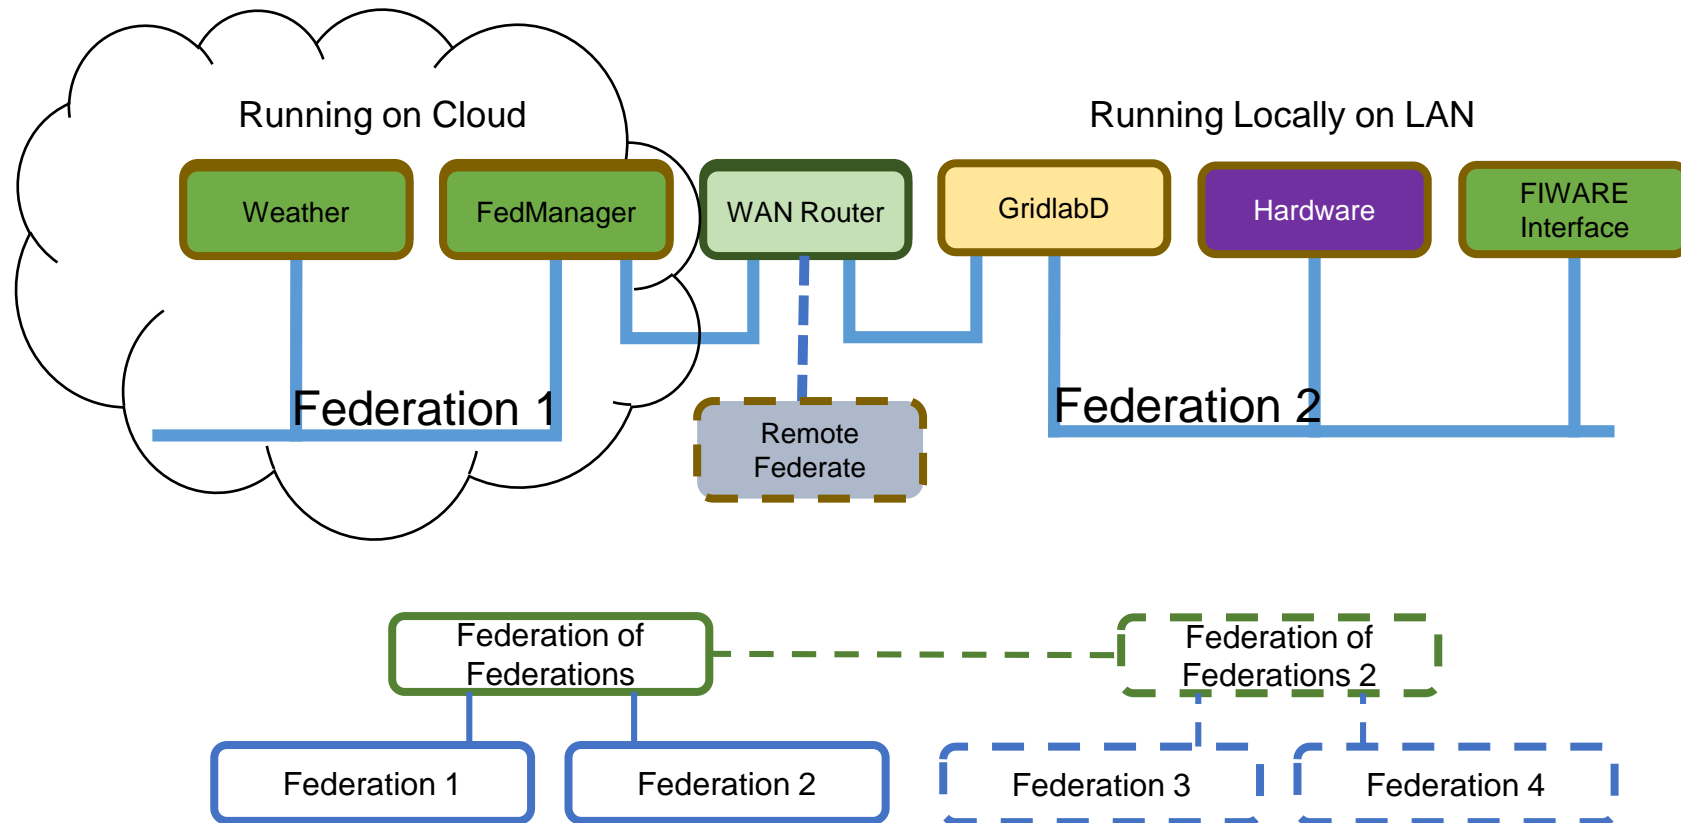 Running on Cloud
Running Locally on LAN
Weather
FedManager
WAN Router
GridlabD
Hardware
FIWARE
Interface
Federation 1
Federation 2
Remote
Federate
Federation of
Federations
Federation of
Federations 2
Federation 1
Federation 2
Federation 3
Federation 4